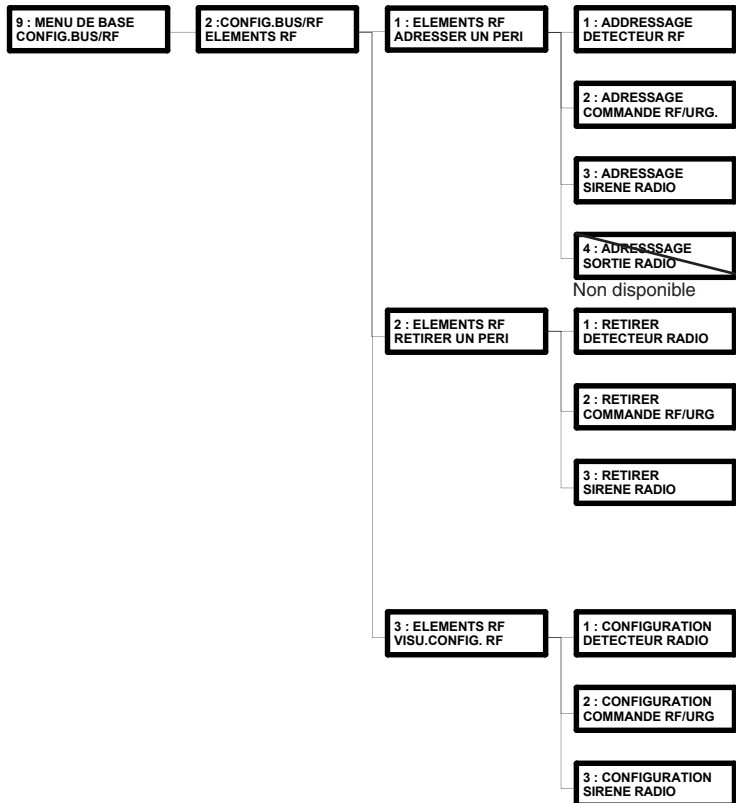 9 : MENU DE BASE
CONFIG.BUS/RF
2 :CONFIG.BUS/RF
ELEMENTS RF
1 : ELEMENTS RF
ADRESSER UN PERI
1 : ADDRESSAGE
DETECTEUR RF
2 : ADRESSAGE
COMMANDE RF/URG.
3 : ADRESSAGE
SIRENE RADIO
4 : ADRESSSAGE
SORTIE RADIO
Non disponible
2 : ELEMENTS RF
RETIRER UN PERI
1 : RETIRER
DETECTEUR RADIO
2 : RETIRER
COMMANDE RF/URG
3 : RETIRER
SIRENE RADIO
3 : ELEMENTS RF
VISU.CONFIG. RF
1 : CONFIGURATION
DETECTEUR RADIO
2 : CONFIGURATION
COMMANDE RF/URG
3 : CONFIGURATION
SIRENE RADIO